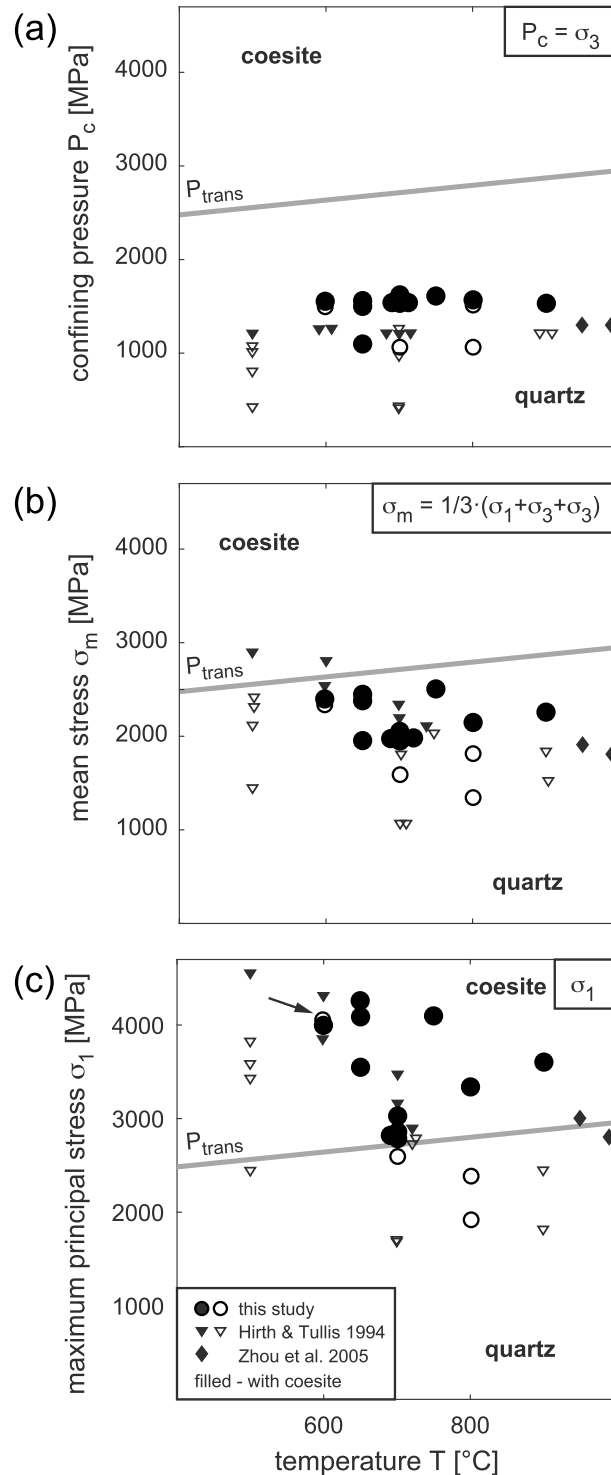 (a)
P_c = σ_3
coesite
4000
3000
P_trans
2000
1000
quartz
confining pressure P_c [MPa]
(b)
σ_m = 1/3·(σ_1+σ_3+σ_3)
coesite
4000
3000
P_trans
2000
1000
quartz
mean stress σ_m [MPa]
(c)
coesite
σ_1
4000
3000
P_trans
2000
1000
quartz
maximum principal stress σ_1 [MPa]
this study
Hirth & Tullis 1994
Zhou et al. 2005
filled - with coesite
600
800
temperature T [°C]